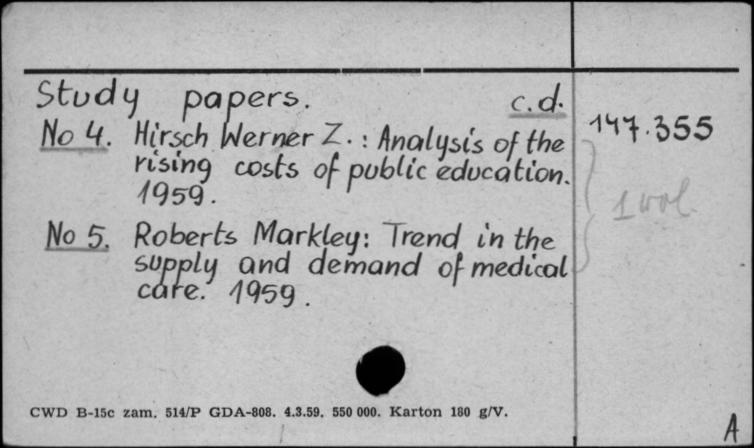 Study papers. c.d.
No 4. Hirsch Werner Z.: Analysis of the
rising costs of public education.
1959.
147.355
1 wol.
No 5. Roberts Markley: Trend in the
supply and demand of medical
care. 1959.
CWD B-15c zam. 514/P GDA-808. 4.3.59. 550 000. Karton 180 g/V.
A